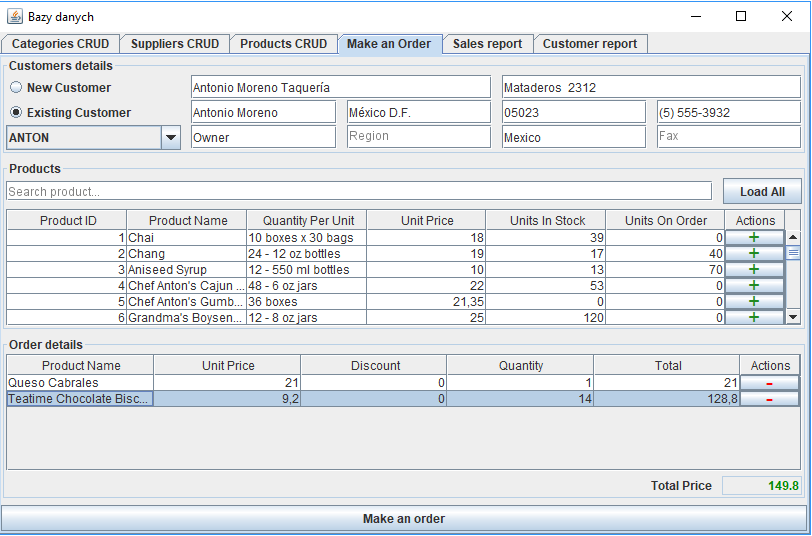 Bazy danych
Categories CRUD Suppliers CRUD Products CRUD Make an Order Sales report Customer report
Customers details
New Customer Antonio Moreno Taquería Mataderos  2312
Existing Customer Antonio Moreno México D.F. 05023 (5) 555-3932
ANTON Owner Region Mexico Fax
Products
Search product... Load All
Product ID Product Name Quantity Per Unit Unit Price Units In Stock Units On Order Actions
1 Chai 10 boxes x 30 bags 18 39 0 +
2 Chang 24 - 12 oz bottles 19 17 40 +
3 Aniseed Syrup 12 - 550 ml bottles 10 13 70 +
4 Chef Anton's Cajun ... 48 - 6 oz jars 22 53 0 +
5 Chef Anton's Gumb... 36 boxes 21,35 0 0 +
6 Grandma's Boysen... 12 - 8 oz jars 25 120 0 +
Order details
Product Name Unit Price Discount Quantity Total Actions
Queso Cabrales 21 0 1 21 -
Teatime Chocolate Bisc... 9,2 0 14 128,8 -
Total Price 149.8
Make an order